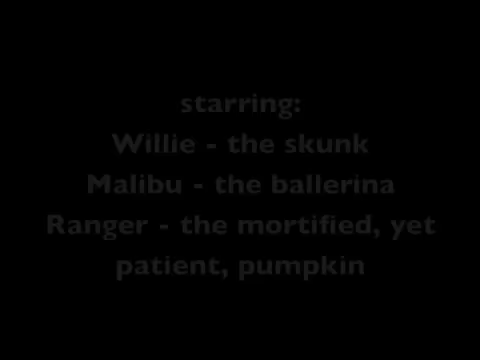 starring:
Willie - the skunk
Malibu - the ballerina
Ranger - the mortified, yet
patient, pumpkin